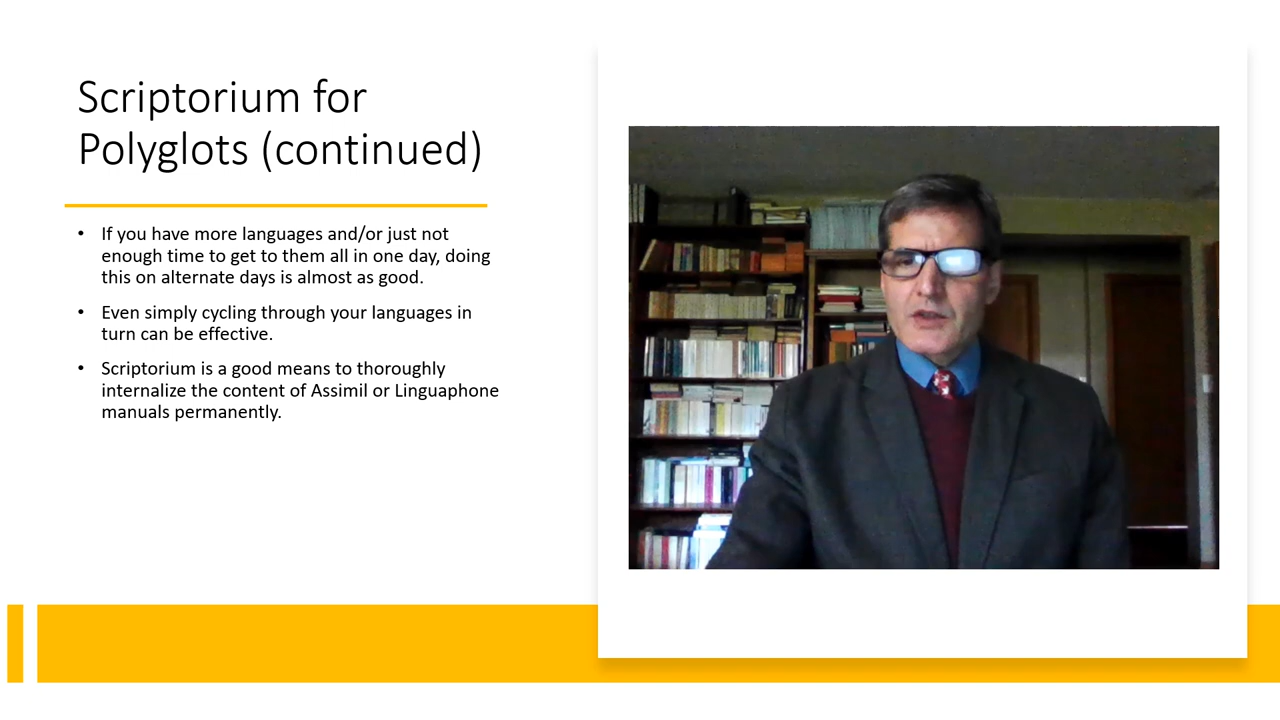 Scriptorium for
Polyglots (continued)
• If you have more languages and/or just not
enough time to get to them all in one day, doing
this on alternate days is almost as good.
• Even simply cycling through your languages in
turn can be effective.
• Scriptorium is a good means to thoroughly
internalize the content of Assimil or Linguaphone
manuals permanently.